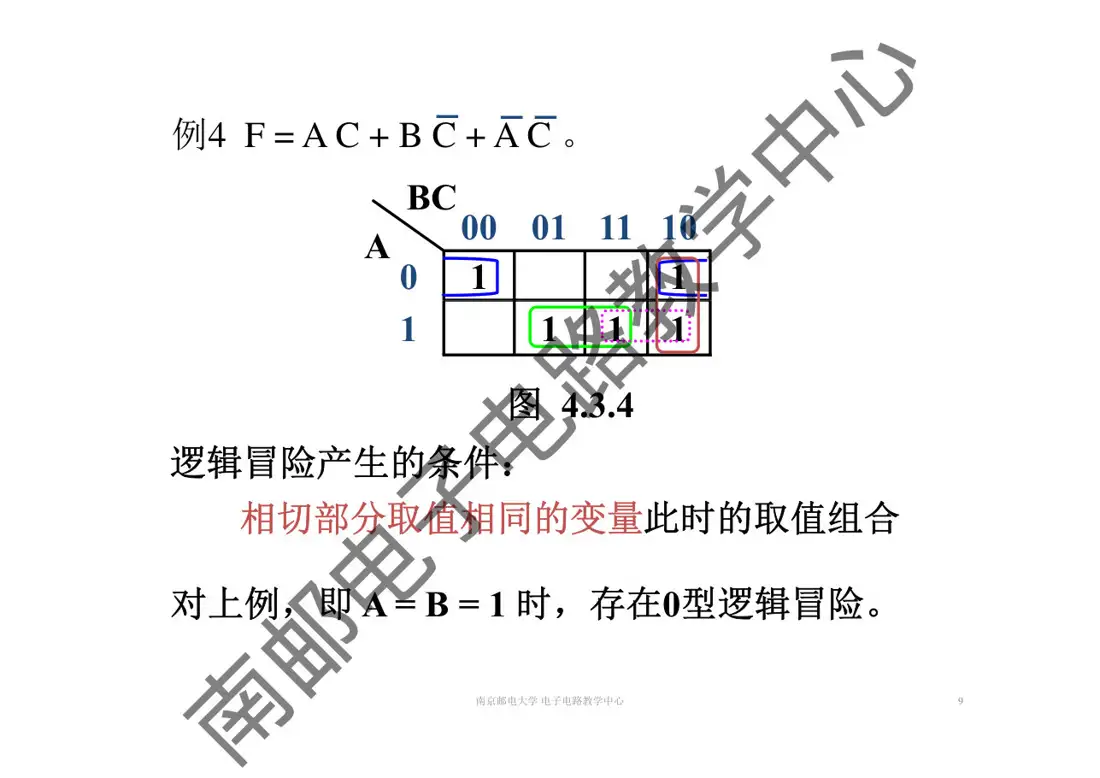 例4 F = A C + B C̅ + A̅ C̅ 。
BC
00 01 11 10
A
0 1 1
1 1 1 1
图 4.3.4
逻辑冒险产生的条件:
相切部分取值相同的变量此时的取值组合
对上例，即 A = B = 1 时，存在0型逻辑冒险。
南邮电子电路教学中心
南京邮电大学 电子电路教学中心 9